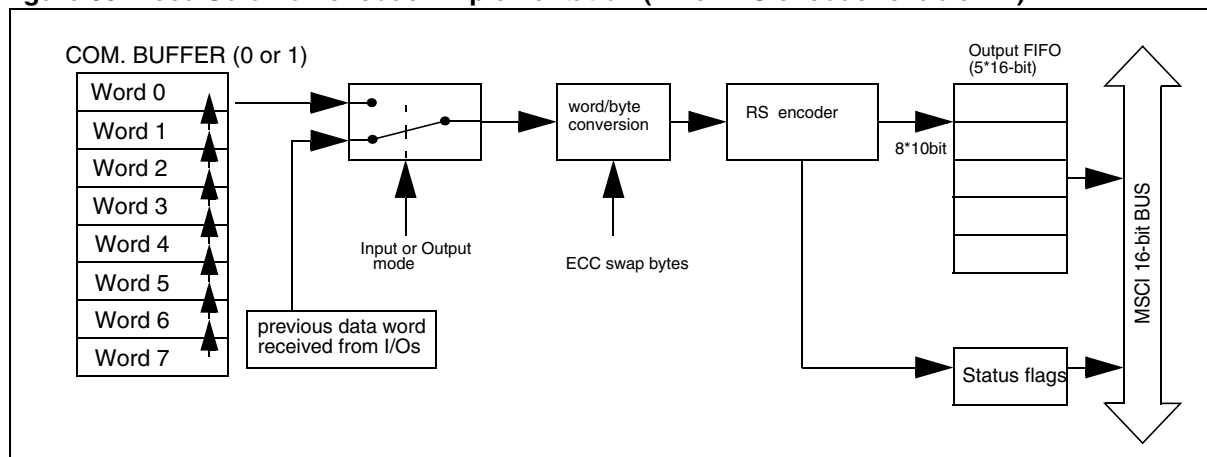 COM. BUFFER (0 or 1)
Word 0
Word 1
Word 2
Word 3
Word 4
Word 5
Word 6
Word 7
previous data word
received from I/Os
Input or Output
mode
word/byte
conversion
ECC swap bytes
RS encoder
8*10bit
Output FIFO
(5*16-bit)
Status flags
MSCI 16-bit BUS